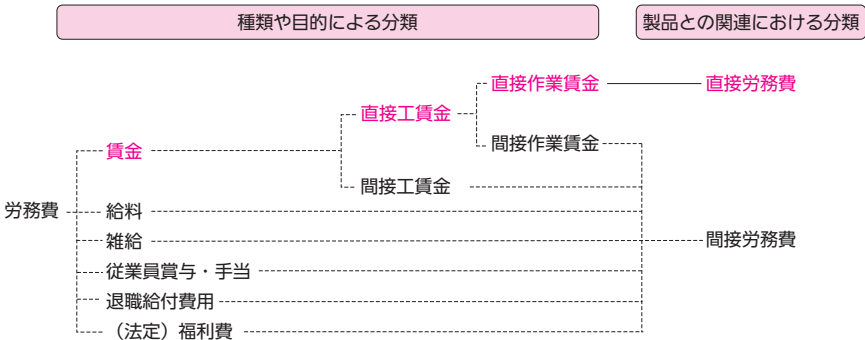 種類や目的による分類
製品との関連における分類
直接作業賃金
直接労務費
直接工賃金
間接作業賃金
賃金
間接工賃金
労務費
給料
雑給
間接労務費
従業員賞与・手当
退職給付費用
（法定）福利費